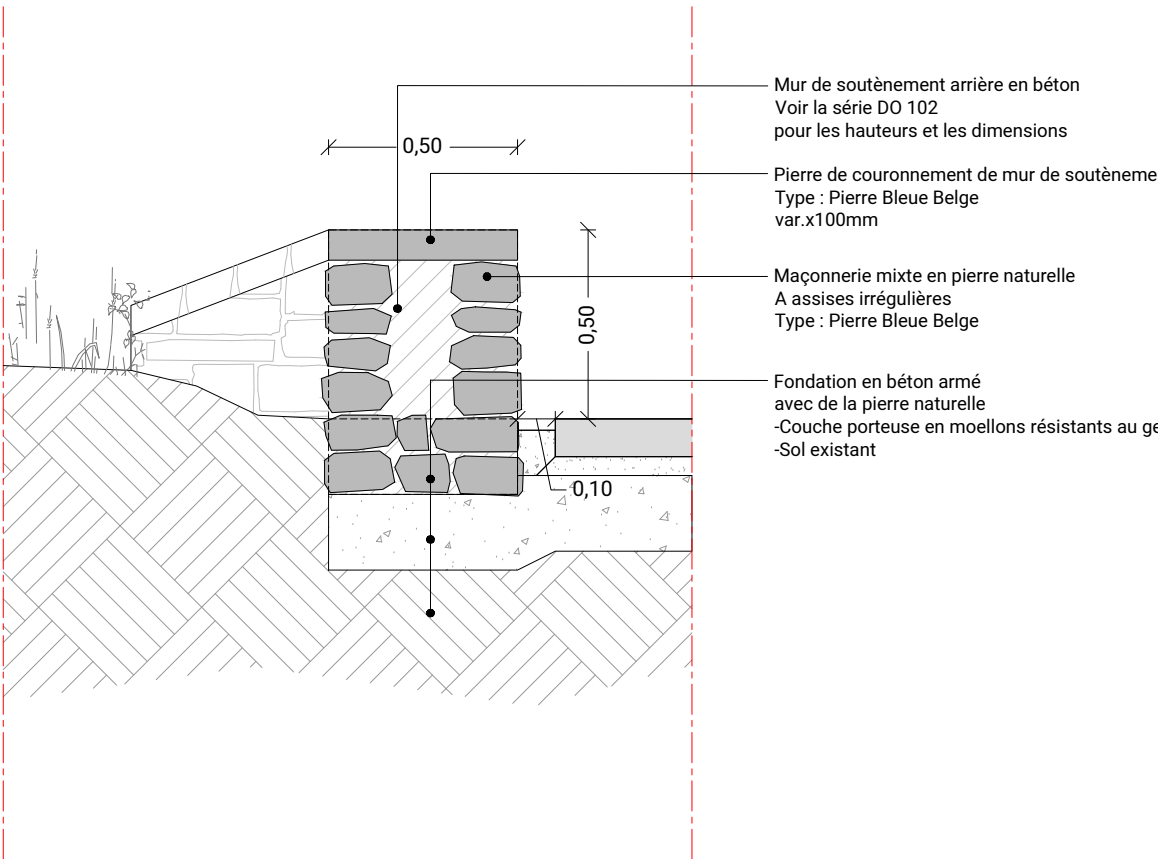 Mur de soutènement arrière en béton
Voir la série DO 102
pour les hauteurs et les dimensions
0,50
Pierre de couronnement de mur de soutèneme
Type : Pierre Bleue Belge
var.x100mm
Maçonnerie mixte en pierre naturelle
A assises irrégulières
Type : Pierre Bleue Belge
0,50
Fondation en béton armé
avec de la pierre naturelle
-Couche porteuse en moellons résistants au ge
-Sol existant
0,10